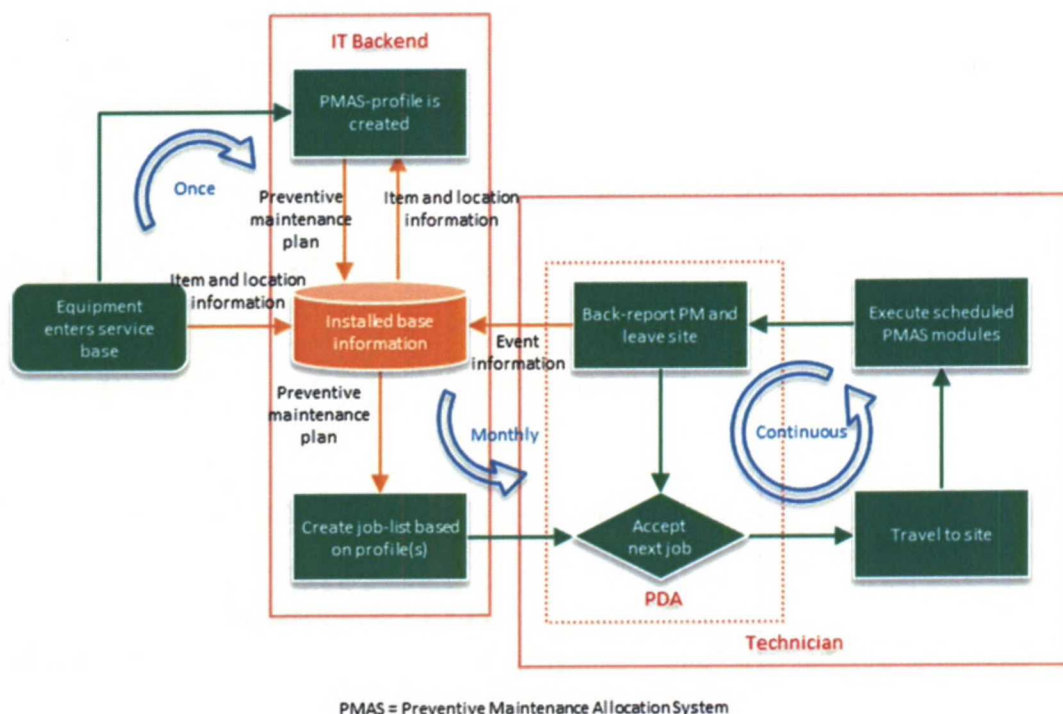 IT Backend
PMAS-profile is
created
Once
Preventive
maintenance
plan
Item and location
information
Item and location
information
Equipment
enters service
base
Installed base
information
Event
information
Back-report PM and
leave site
Execute scheduled
PMAS modules
Preventive
maintenance
plan
Monthly
Continuous
Create job-list based
on profile(s)
Accept
next job
Travel to site
PDA
Technician
PMAS = Preventive Maintenance Allocation System